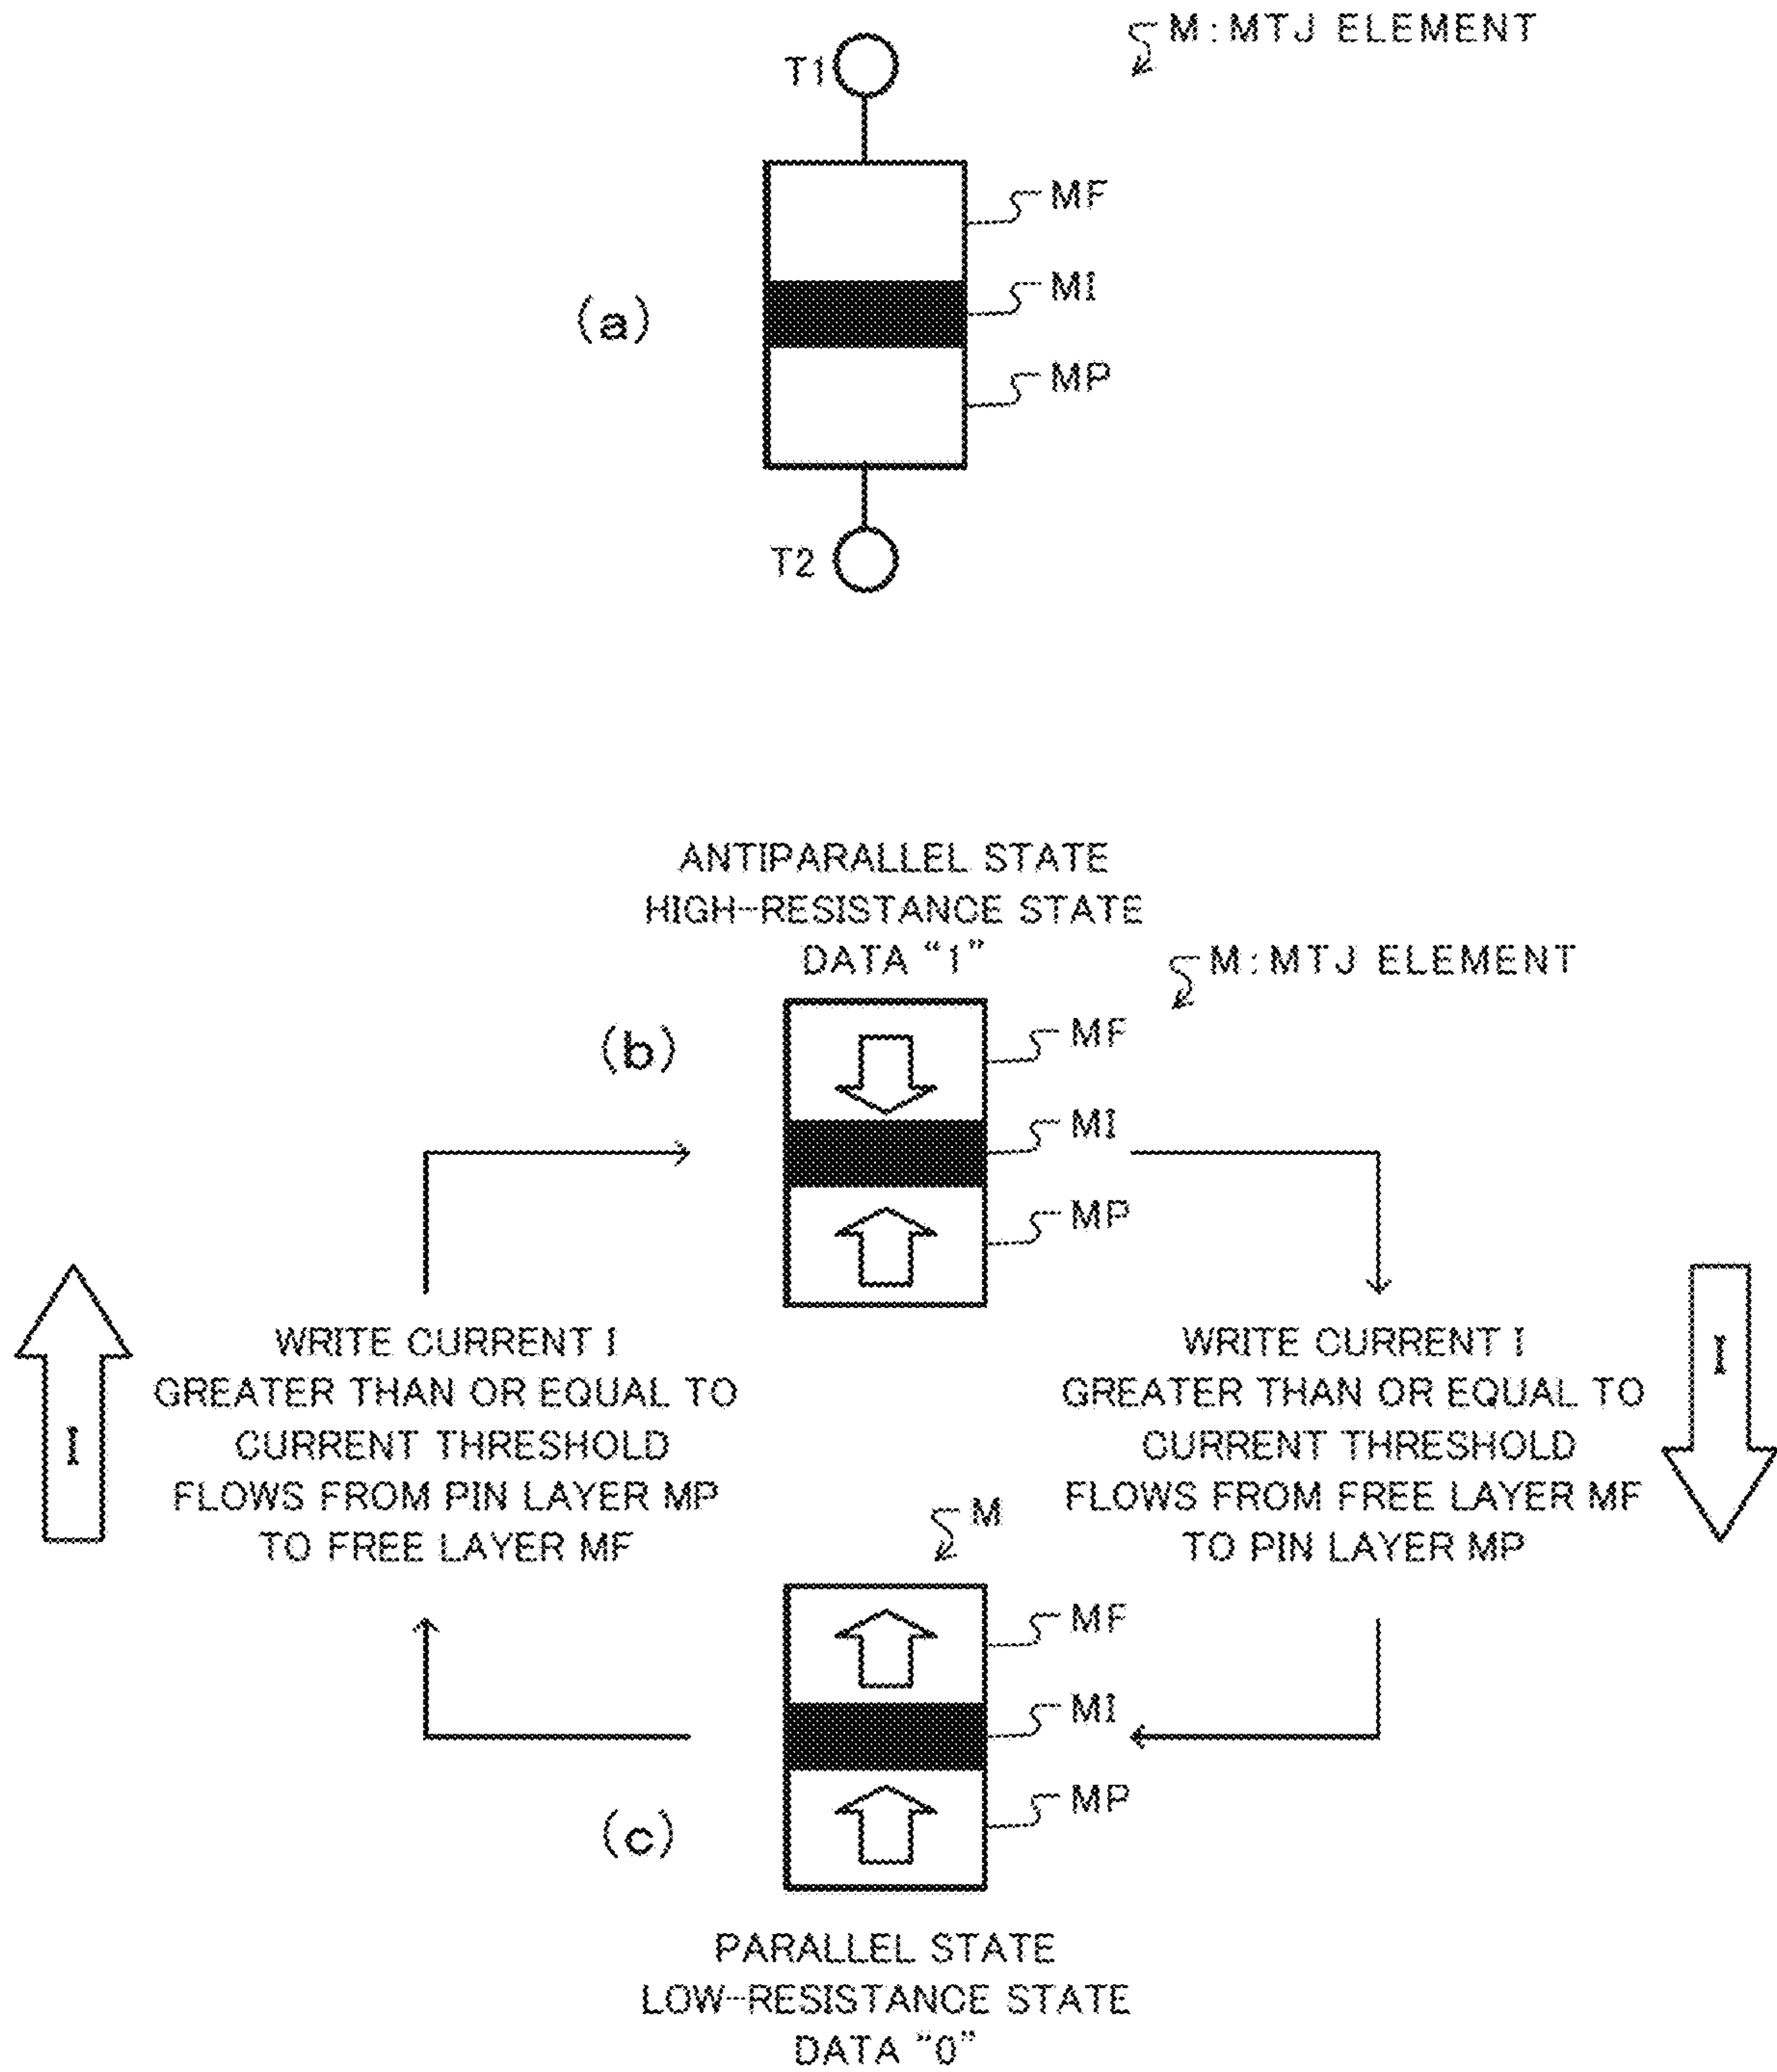 M : MTJ ELEMENT
T1
MF
MI
(a)
MP
T2
ANTIPARALLEL STATE
HIGH-RESISTANCE STATE
DATA “1”
M : MTJ ELEMENT
(b)
MF
MI
MP
I
WRITE CURRENT I
GREATER THAN OR EQUAL TO
CURRENT THRESHOLD
FLOWS FROM PIN LAYER MP
TO FREE LAYER MF
WRITE CURRENT I
GREATER THAN OR EQUAL TO
CURRENT THRESHOLD
FLOWS FROM FREE LAYER MF
TO PIN LAYER MP
I
M
MF
MI
MP
(c)
PARALLEL STATE
LOW-RESISTANCE STATE
DATA “0”